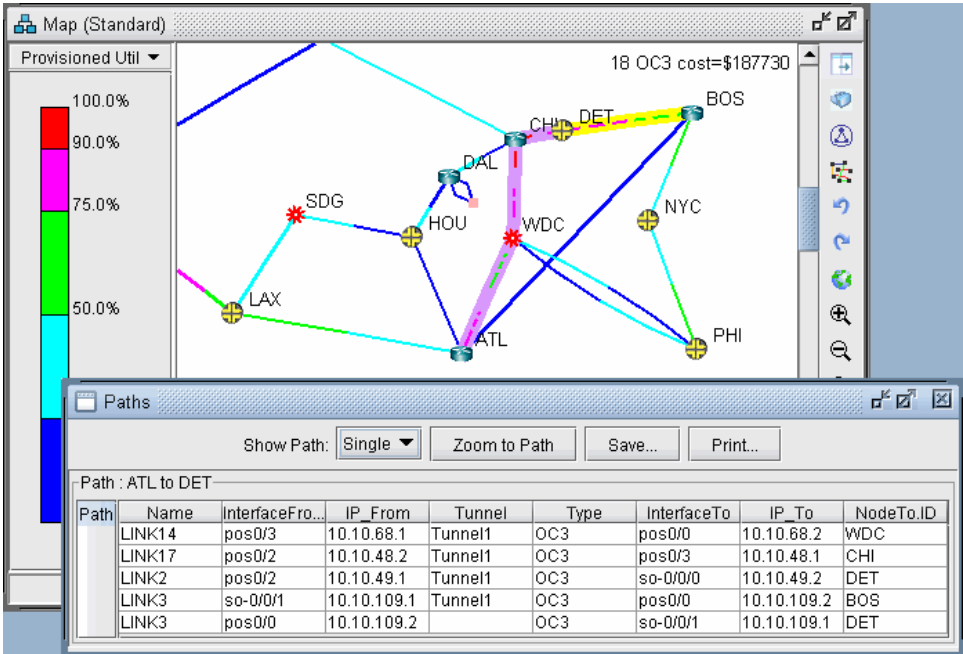 Map (Standard)
Provisioned Util
18 OC3 cost=$187730
100.0%
90.0%
75.0%
50.0%
BOS
DET
CHI
DAL
SDG
NYC
HOU
WDC
LAX
ATL
PHI
Paths
Show Path: Single Zoom to Path Save... Print...
Path : ATL to DET
Path Name InterfaceFro... IP_From Tunnel Type InterfaceTo IP_To NodeTo.ID
LINK14 pos0/3 10.10.68.1 Tunnel1 OC3 pos0/0 10.10.68.2 WDC
LINK17 pos0/2 10.10.48.2 Tunnel1 OC3 pos0/3 10.10.48.1 CHI
LINK2 pos0/2 10.10.49.1 Tunnel1 OC3 so-0/0/0 10.10.49.2 DET
LINK3 so-0/0/1 10.10.109.1 Tunnel1 OC3 pos0/0 10.10.109.2 BOS
LINK3 pos0/0 10.10.109.2 OC3 so-0/0/1 10.10.109.1 DET